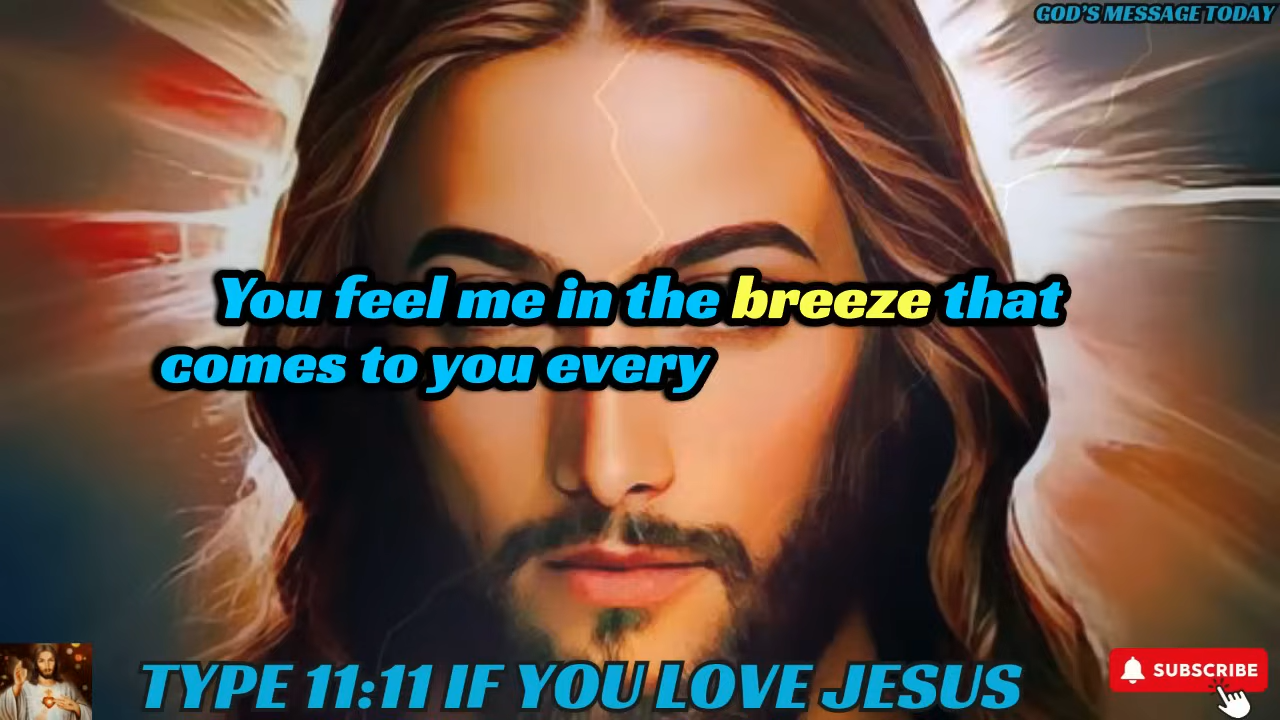 GOD'S MESSAGE TODAY
You feel me in the breeze that
comes to you every
TYPE 11:11 IF YOU LOVE JESUS
SUBSCRIBE